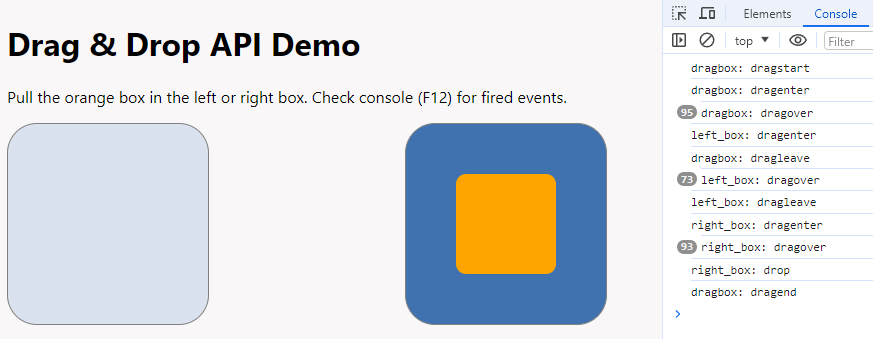 Drag & Drop API Demo
Pull the orange box in the left or right box. Check console (F12) for fired events.
Elements Console
top Filter
dragbox: dragstart
dragbox: dragenter
95 dragbox: dragover
left_box: dragenter
dragbox: dragleave
73 left_box: dragover
left_box: dragleave
right_box: dragenter
93 right_box: dragover
right_box: drop
dragbox: dragend